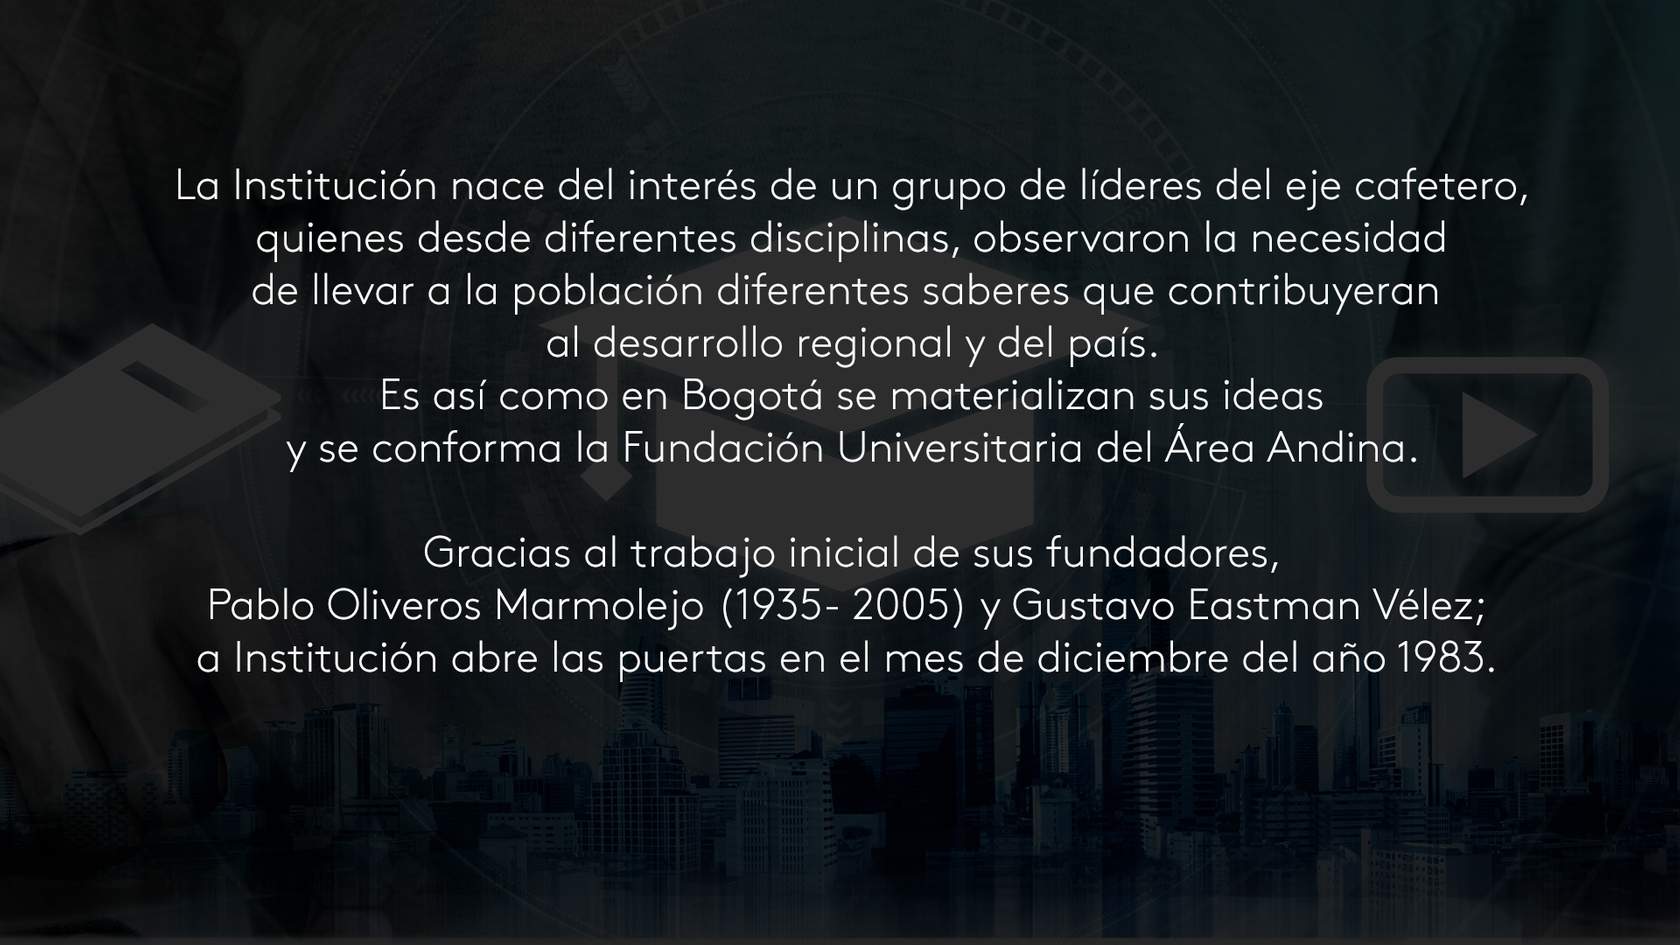 La Institución nace del interés de un grupo de líderes del eje cafetero,
quienes desde diferentes disciplinas, observaron la necesidad
de llevar a la población diferentes saberes que contribuyeran
al desarrollo regional y del país.
Es así como en Bogotá se materializan sus ideas
y se conforma la Fundación Universitaria del Área Andina.
Gracias al trabajo inicial de sus fundadores,
Pablo Oliveros Marmolejo (1935- 2005) y Gustavo Eastman Vélez;
a Institución abre las puertas en el mes de diciembre del año 1983.